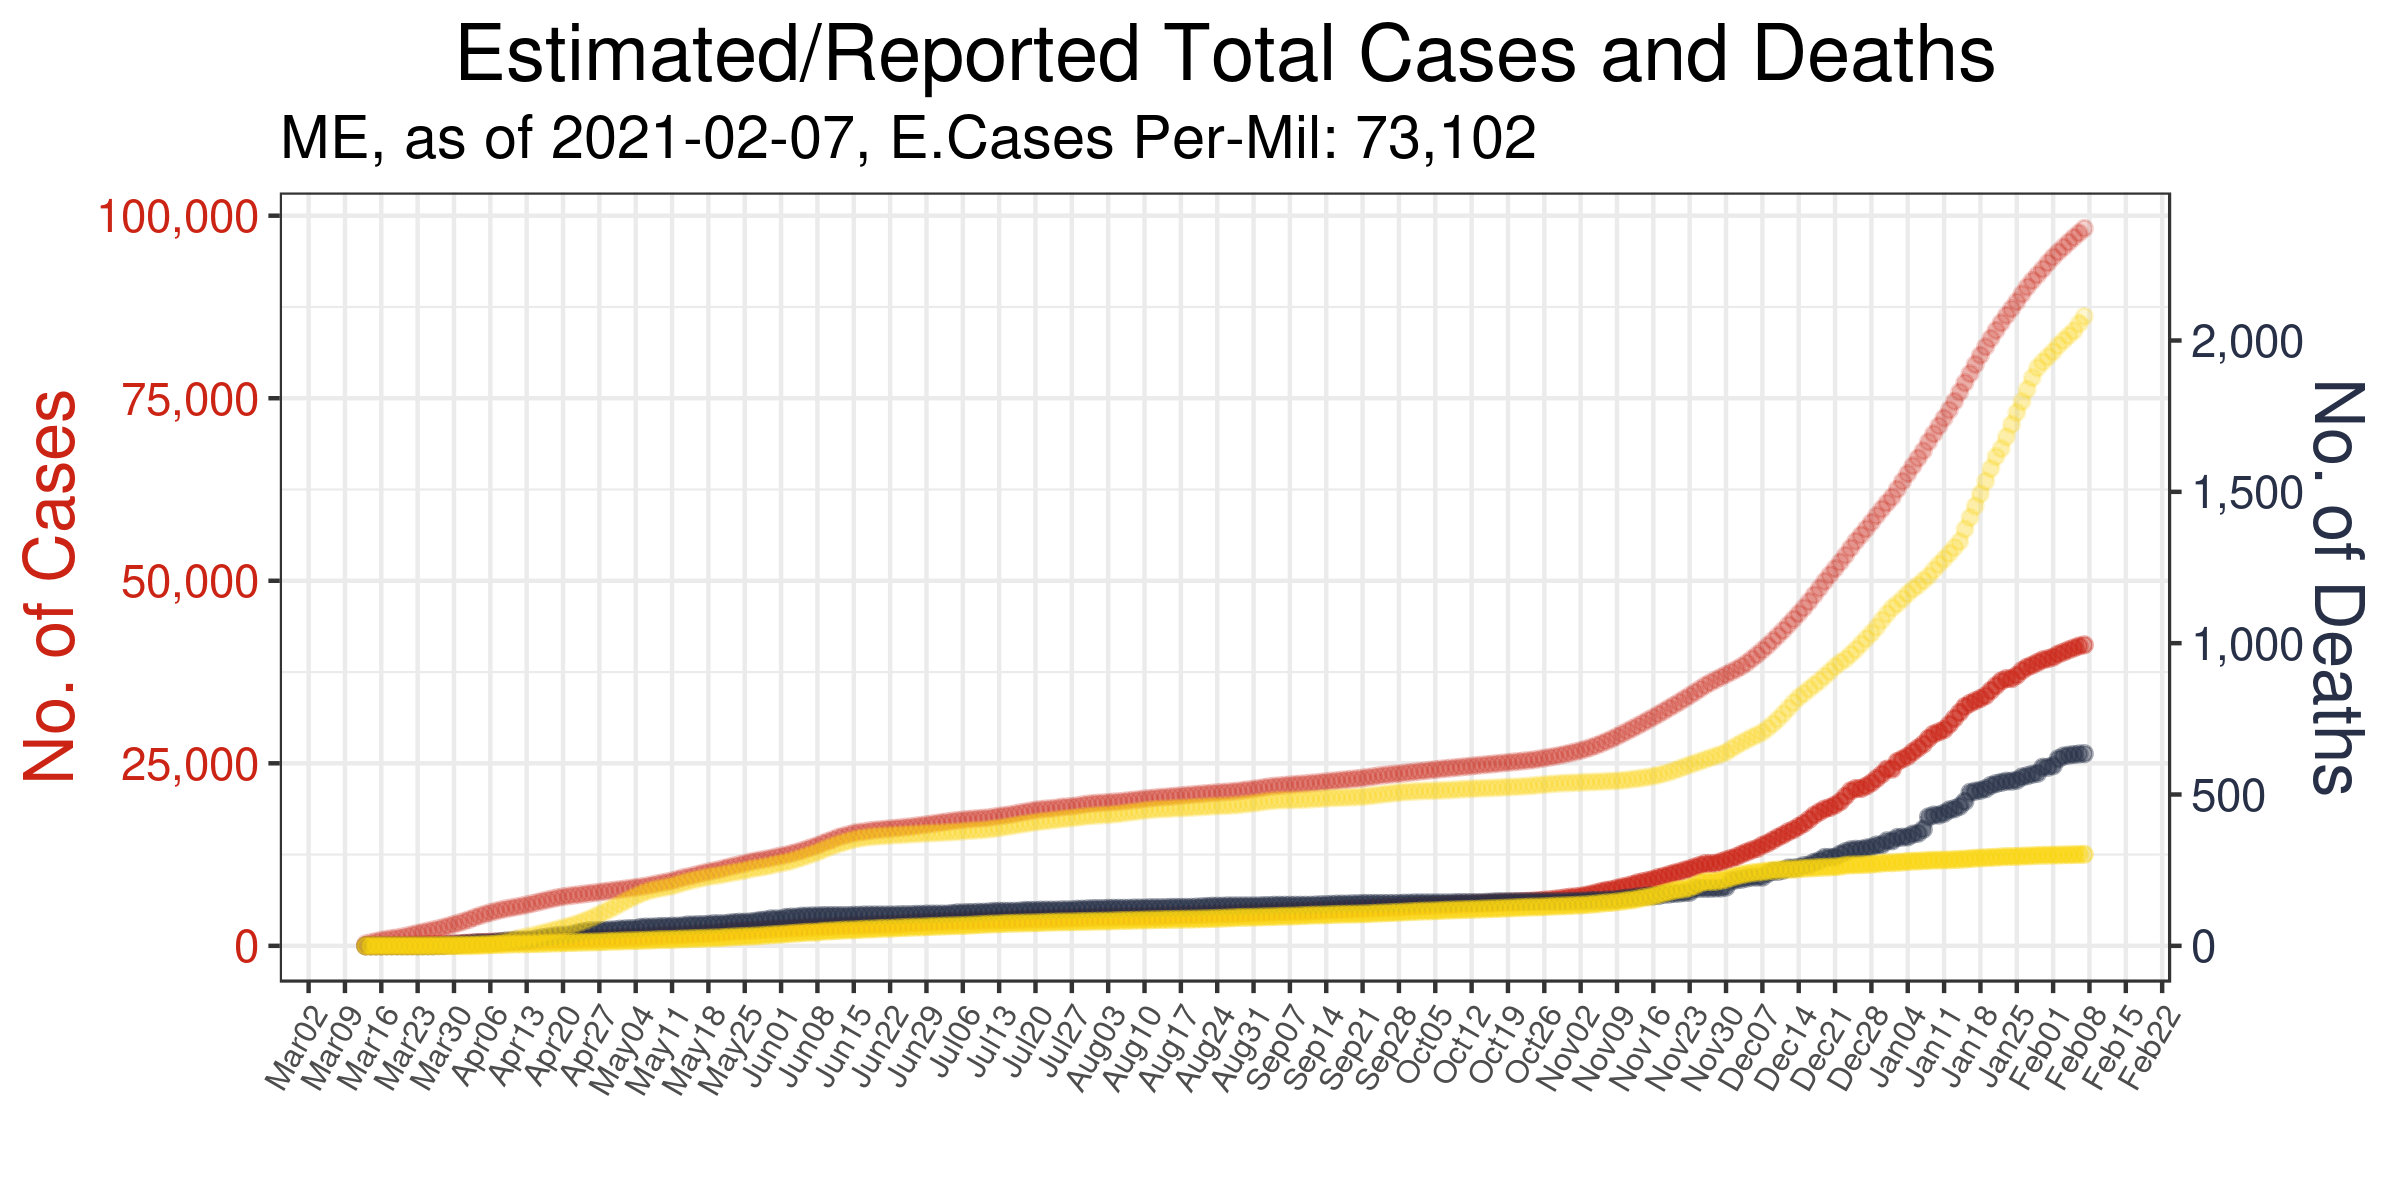 Estimated/Reported Total Cases and Deaths
ME, as of 2021-02-07, E.Cases Per-Mil: 73,102
No. of Cases
100,000
75,000
50,000
25,000
0
2,000
1,500
1,000
500
0
No. of Deaths
Mar02
Mar09
Mar16
Mar23
Mar30
Apr06
Apr13
Apr20
Apr27
May04
May11
May18
May25
Jun01
Jun08
Jun15
Jun22
Jun29
Jul06
Jul13
Jul20
Jul27
Aug03
Aug10
Aug17
Aug24
Aug31
Sep07
Sep14
Sep21
Sep28
Oct05
Oct12
Oct19
Oct26
Nov02
Nov09
Nov16
Nov23
Nov30
Dec07
Dec14
Dec21
Dec28
Jan04
Jan11
Jan18
Jan25
Feb01
Feb08
Feb15
Feb22